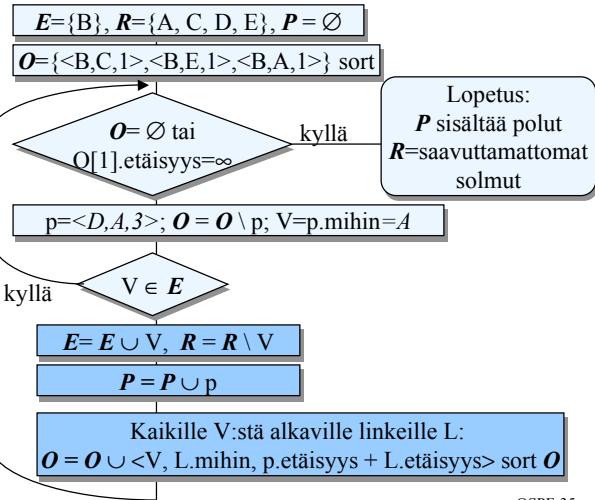 E={B}, R={A, C, D, E}, P = ∅
O={<B,C,1>,<B,E,1>,<B,A,1>} sort
O= ∅ tai
O[1].etäisyys=∞
kyllä
Lopetus:
P sisältää polut
R=saavuttamattomat
solmut
p=<D,A,3>; O = O \ p; V=p.mihin=A
V ∈ E
kyllä
E= E ∪ V, R = R \ V
P = P ∪ p
Kaikille V:stä alkaville linkeille L:
O = O ∪ <V, L.mihin, p.etäisyys + L.etäisyys> sort O